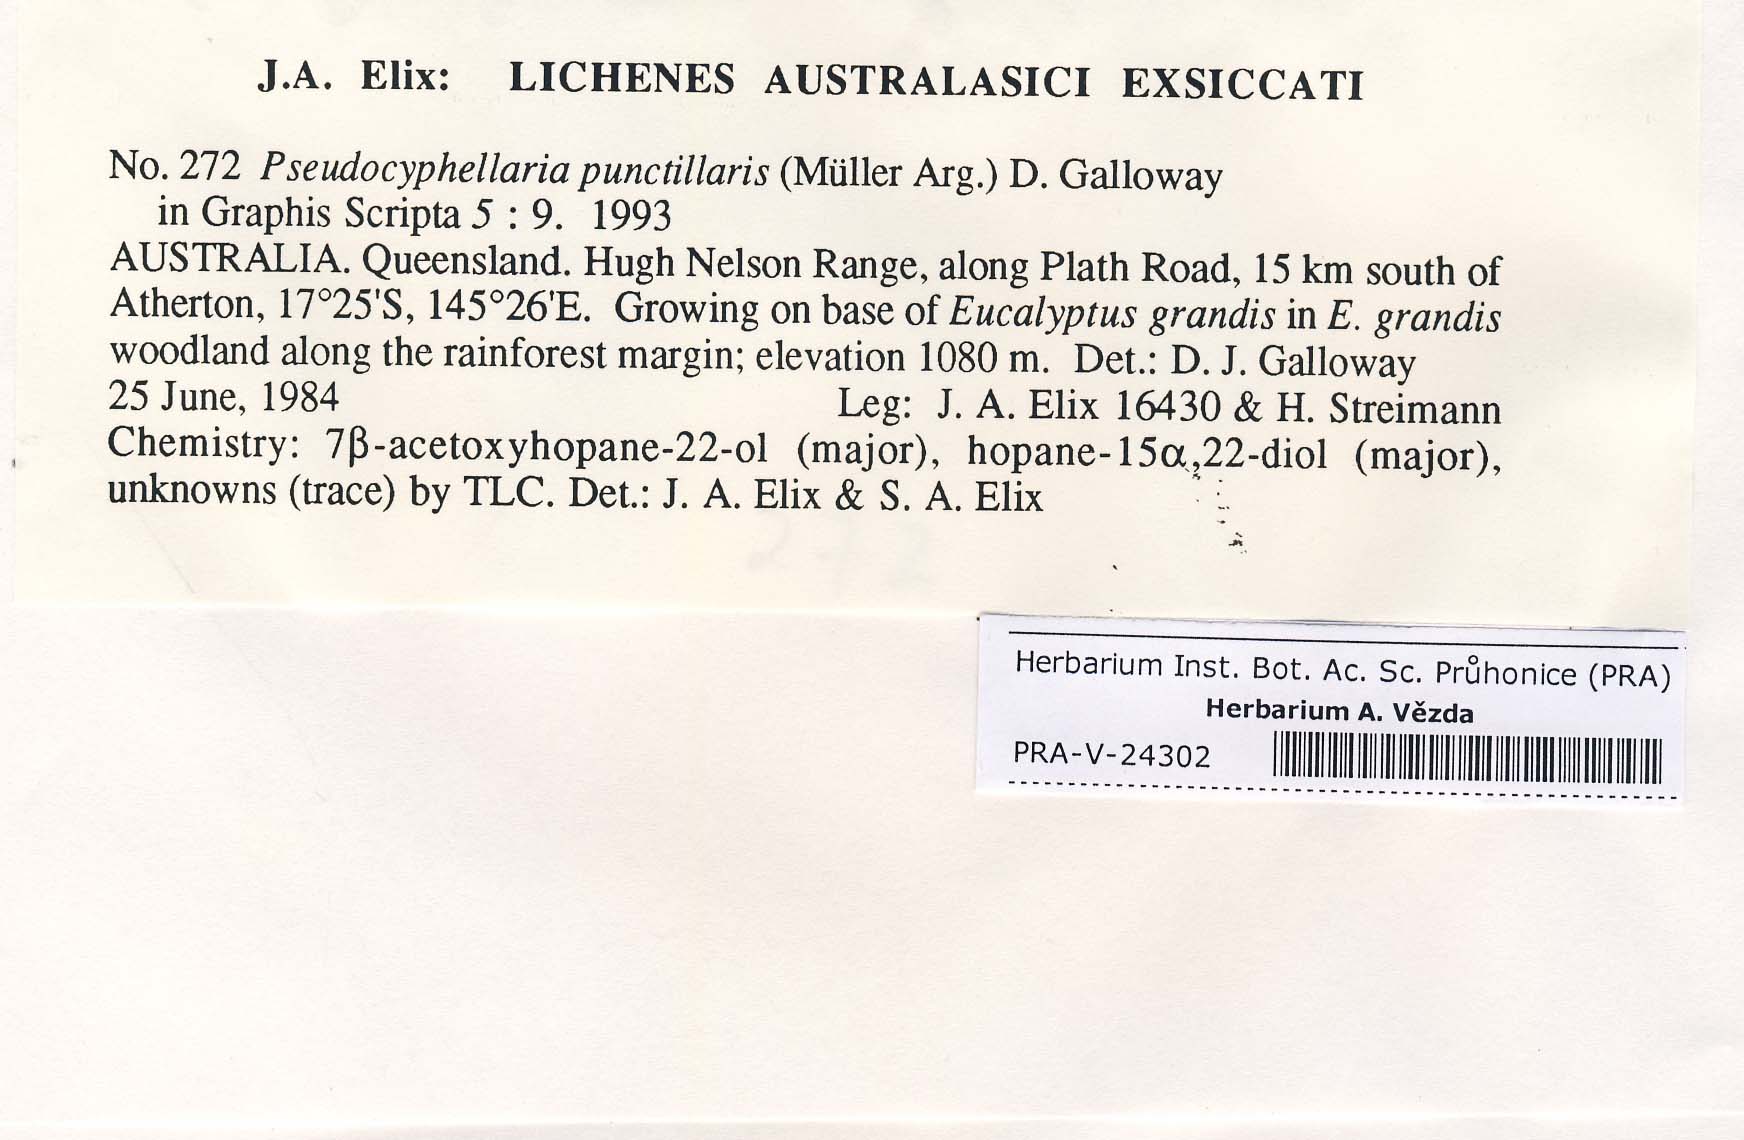 J.A. Elix: LICHENES AUSTRALASICI EXSICCATI
No. 272 Pseudocyphellaria punctillaris (Müller Arg.) D. Galloway
in Graphis Scripta 5 : 9. 1993
AUSTRALIA. Queensland. Hugh Nelson Range, along Plath Road, 15 km south of
Atherton, 17°25'S, 145°26'E. Growing on base of Eucalyptus grandis in E. grandis
woodland along the rainforest margin; elevation 1080 m. Det.: D. J. Galloway
25 June, 1984 Leg: J. A. Elix 16430 & H. Streimann
Chemistry: 7β-acetoxyhopane-22-ol (major), hopane-15α,22-diol (major),
unknowns (trace) by TLC. Det.: J. A. Elix & S. A. Elix
272
Herbarium Inst. Bot. Ac. Sc. Průhonice (PRA)
Herbarium A. Vězda
PRA-V-24302